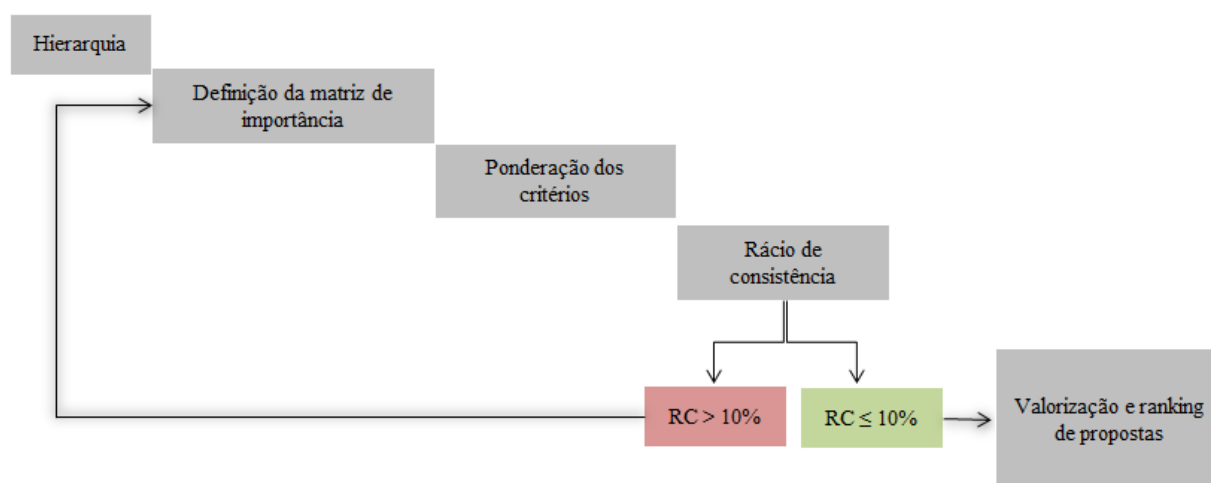 Hierarquia
Definição da matriz de
importância
Ponderação dos
critérios
Rácio de
consistência
RC > 10%
RC ≤ 10%
Valorização e ranking
de propostas